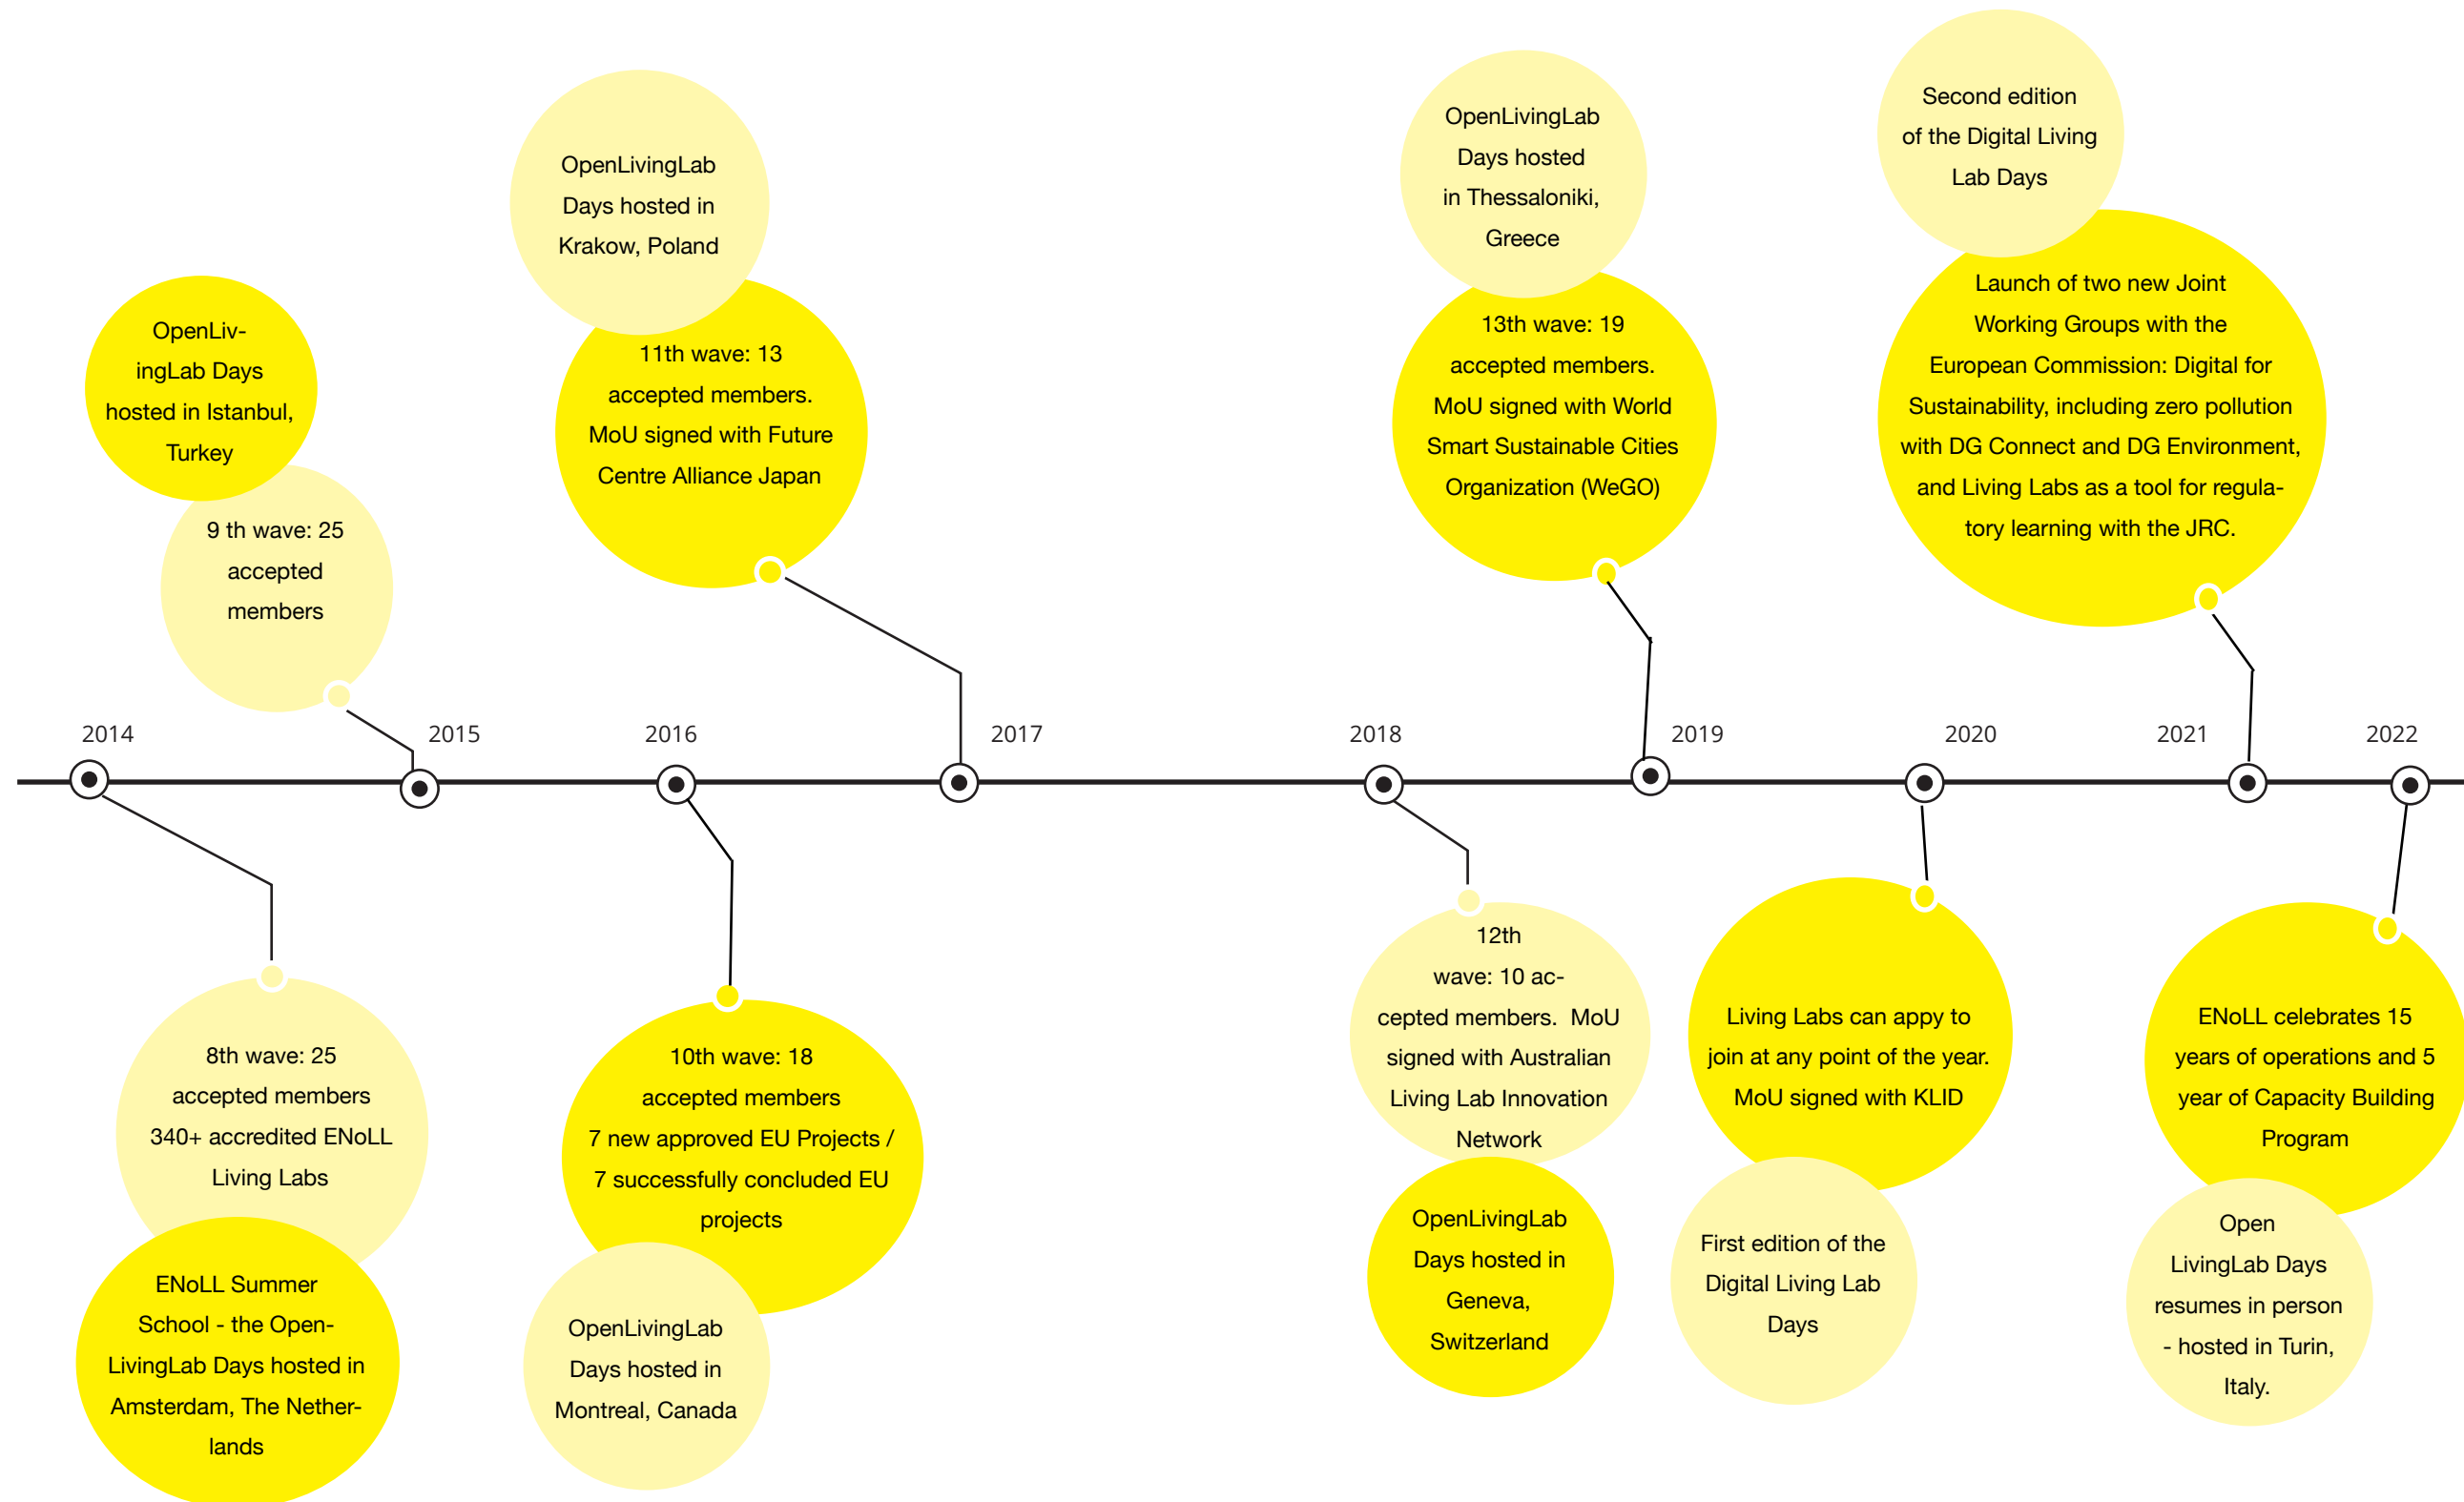 OpenLivingLab
Days hosted in
Krakow, Poland
OpenLivingLab
Days hosted
in Thessaloniki,
Greece
Second edition
of the Digital Living
Lab Days
OpenLiv-
ingLab Days
hosted in Istanbul,
Turkey
9 th wave: 25
accepted
members
11th wave: 13
accepted members.
MoU signed with Future
Centre Alliance Japan
13th wave: 19
accepted members.
MoU signed with World
Smart Sustainable Cities
Organization (WeGO)
Launch of two new Joint
Working Groups with the
European Commission: Digital for
Sustainability, including zero pollution
with DG Connect and DG Environment,
and Living Labs as a tool for regula-
tory learning with the JRC.
2014
2015
2016
2017
2018
2019
2020
2021
2022
8th wave: 25
accepted members
340+ accredited ENoLL
Living Labs
ENoLL Summer
School - the Open-
LivingLab Days hosted in
Amsterdam, The Nether-
lands
10th wave: 18
accepted members
7 new approved EU Projects /
7 successfully concluded EU
projects
OpenLivingLab
Days hosted in
Montreal, Canada
12th
wave: 10 ac-
cepted members.  MoU
signed with Australian
Living Lab Innovation
Network
OpenLivingLab
Days hosted in
Geneva,
Switzerland
Living Labs can appy to
join at any point of the year.
MoU signed with KLID
First edition of the
Digital Living Lab
Days
ENoLL celebrates 15
years of operations and 5
year of Capacity Building
Program
Open
LivingLab Days
resumes in person
- hosted in Turin,
Italy.